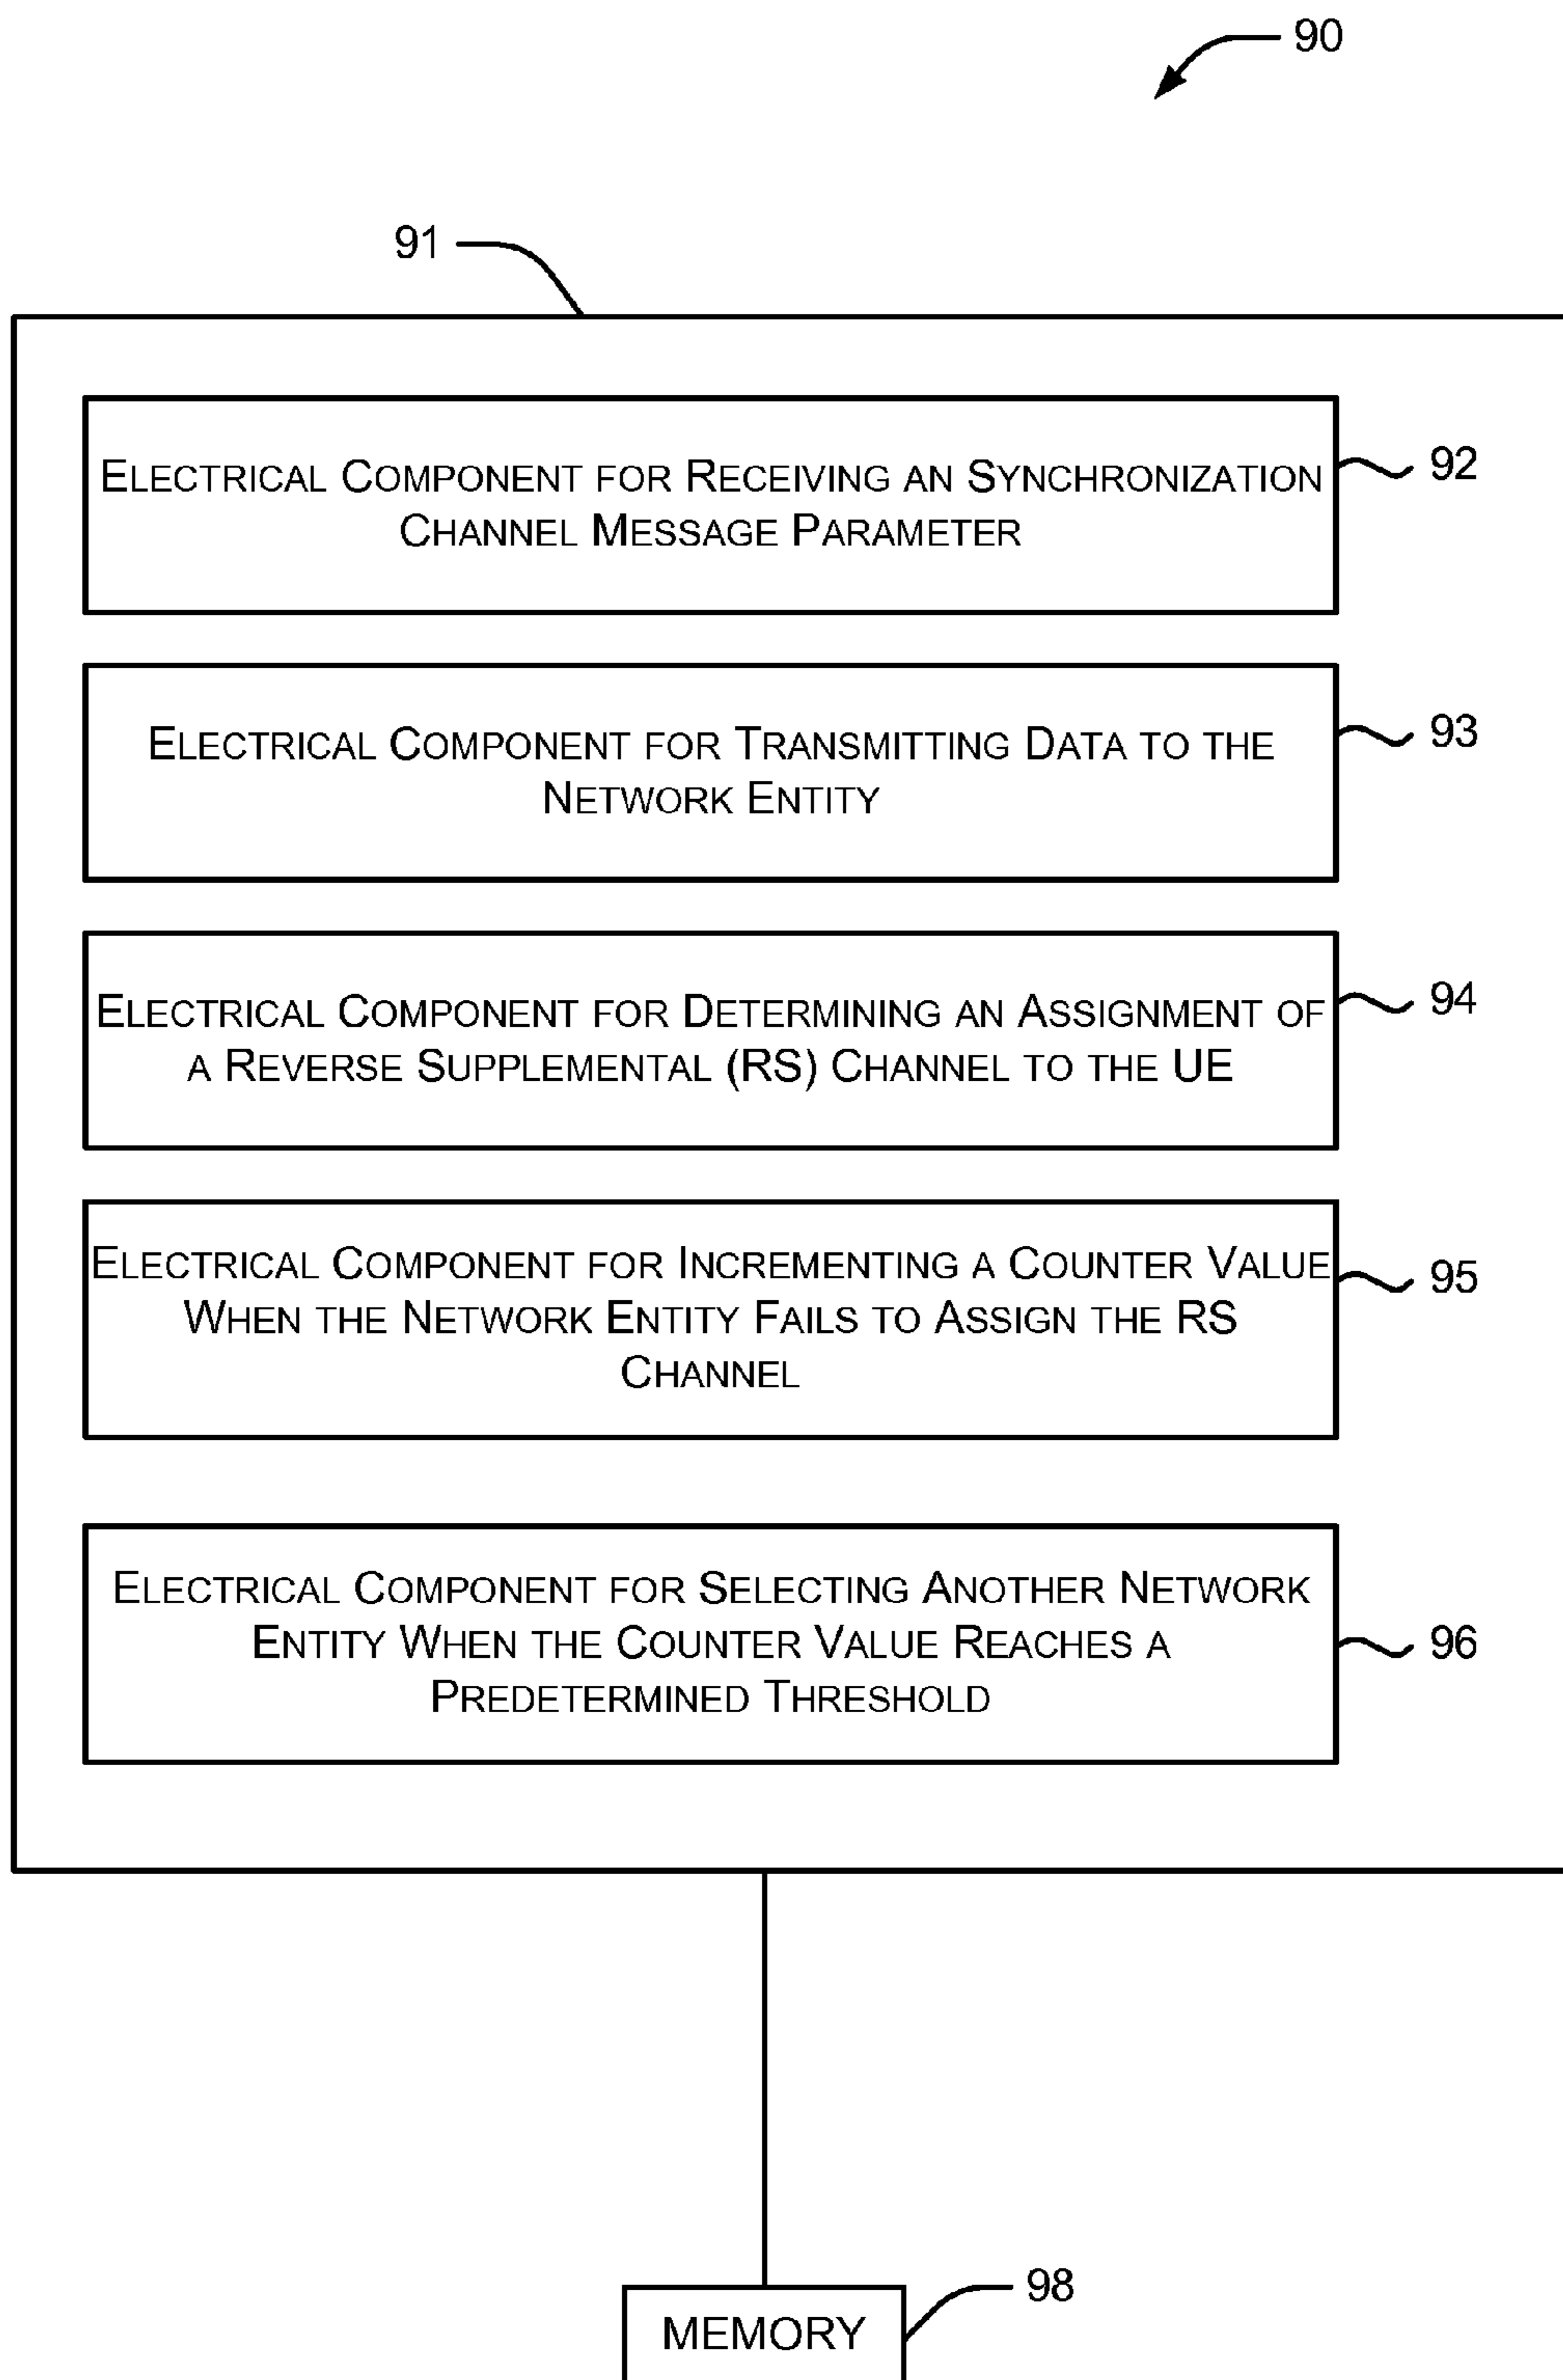 90
91
ELECTRICAL COMPONENT FOR RECEIVING AN SYNCHRONIZATION
CHANNEL MESSAGE PARAMETER
92
ELECTRICAL COMPONENT FOR TRANSMITTING DATA TO THE
NETWORK ENTITY
93
ELECTRICAL COMPONENT FOR DETERMINING AN ASSIGNMENT OF
A REVERSE SUPPLEMENTAL (RS) CHANNEL TO THE UE
94
ELECTRICAL COMPONENT FOR INCREMENTING A COUNTER VALUE
WHEN THE NETWORK ENTITY FAILS TO ASSIGN THE RS
CHANNEL
95
ELECTRICAL COMPONENT FOR SELECTING ANOTHER NETWORK
ENTITY WHEN THE COUNTER VALUE REACHES A
PREDETERMINED THRESHOLD
96
98
MEMORY